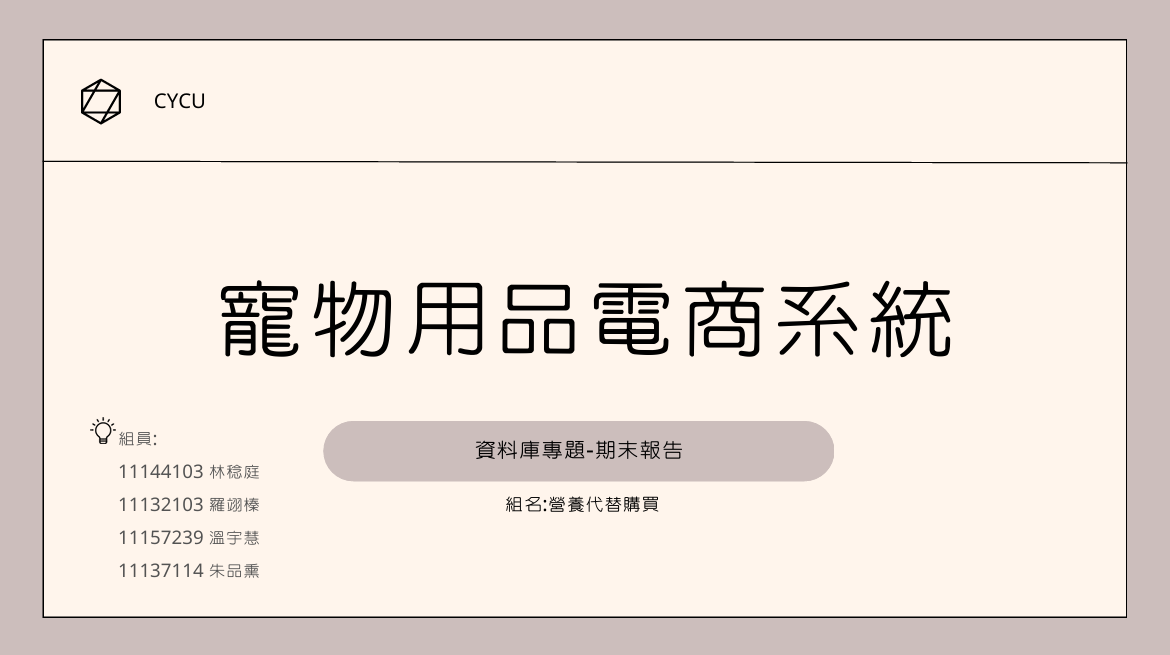 CYCU
寵物用品電商系統
組員:
11144103 林稔庭
11132103 羅翊榛
11157239 溫宇慧
11137114 朱品熏
資料庫專題-期末報告
組名:營養代替購買